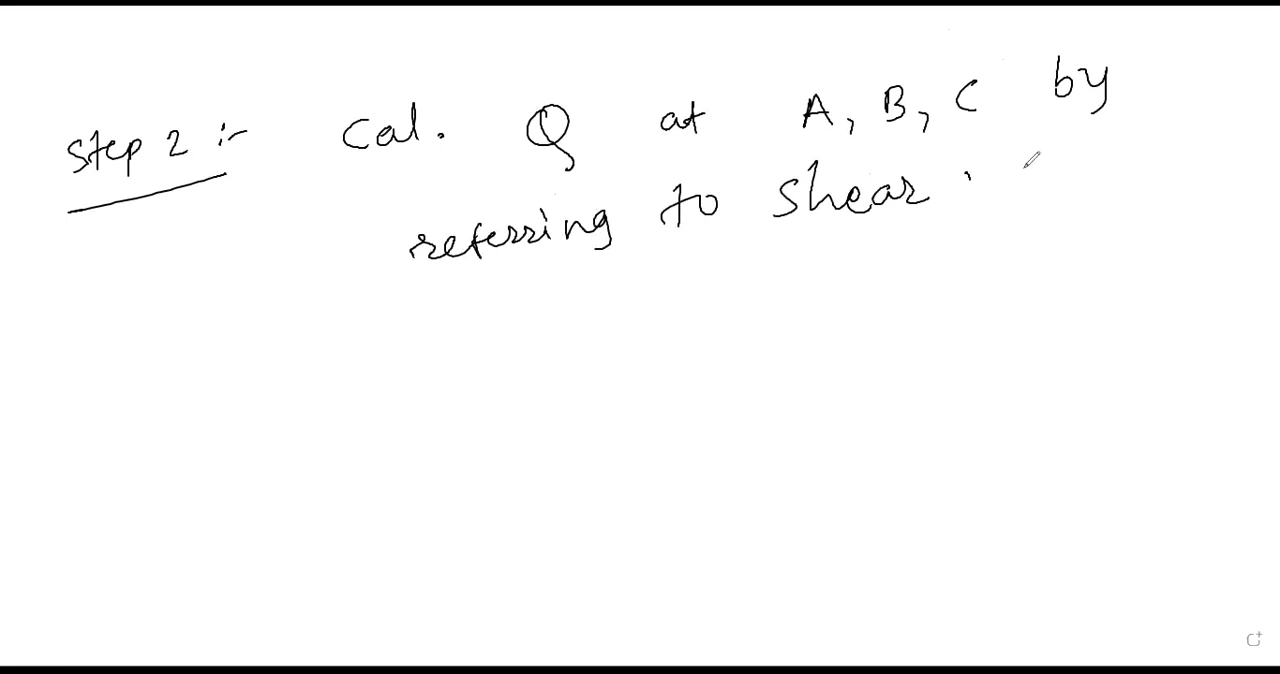 Step 2 :- Cal. Q at A, B, C by
referring to shear.